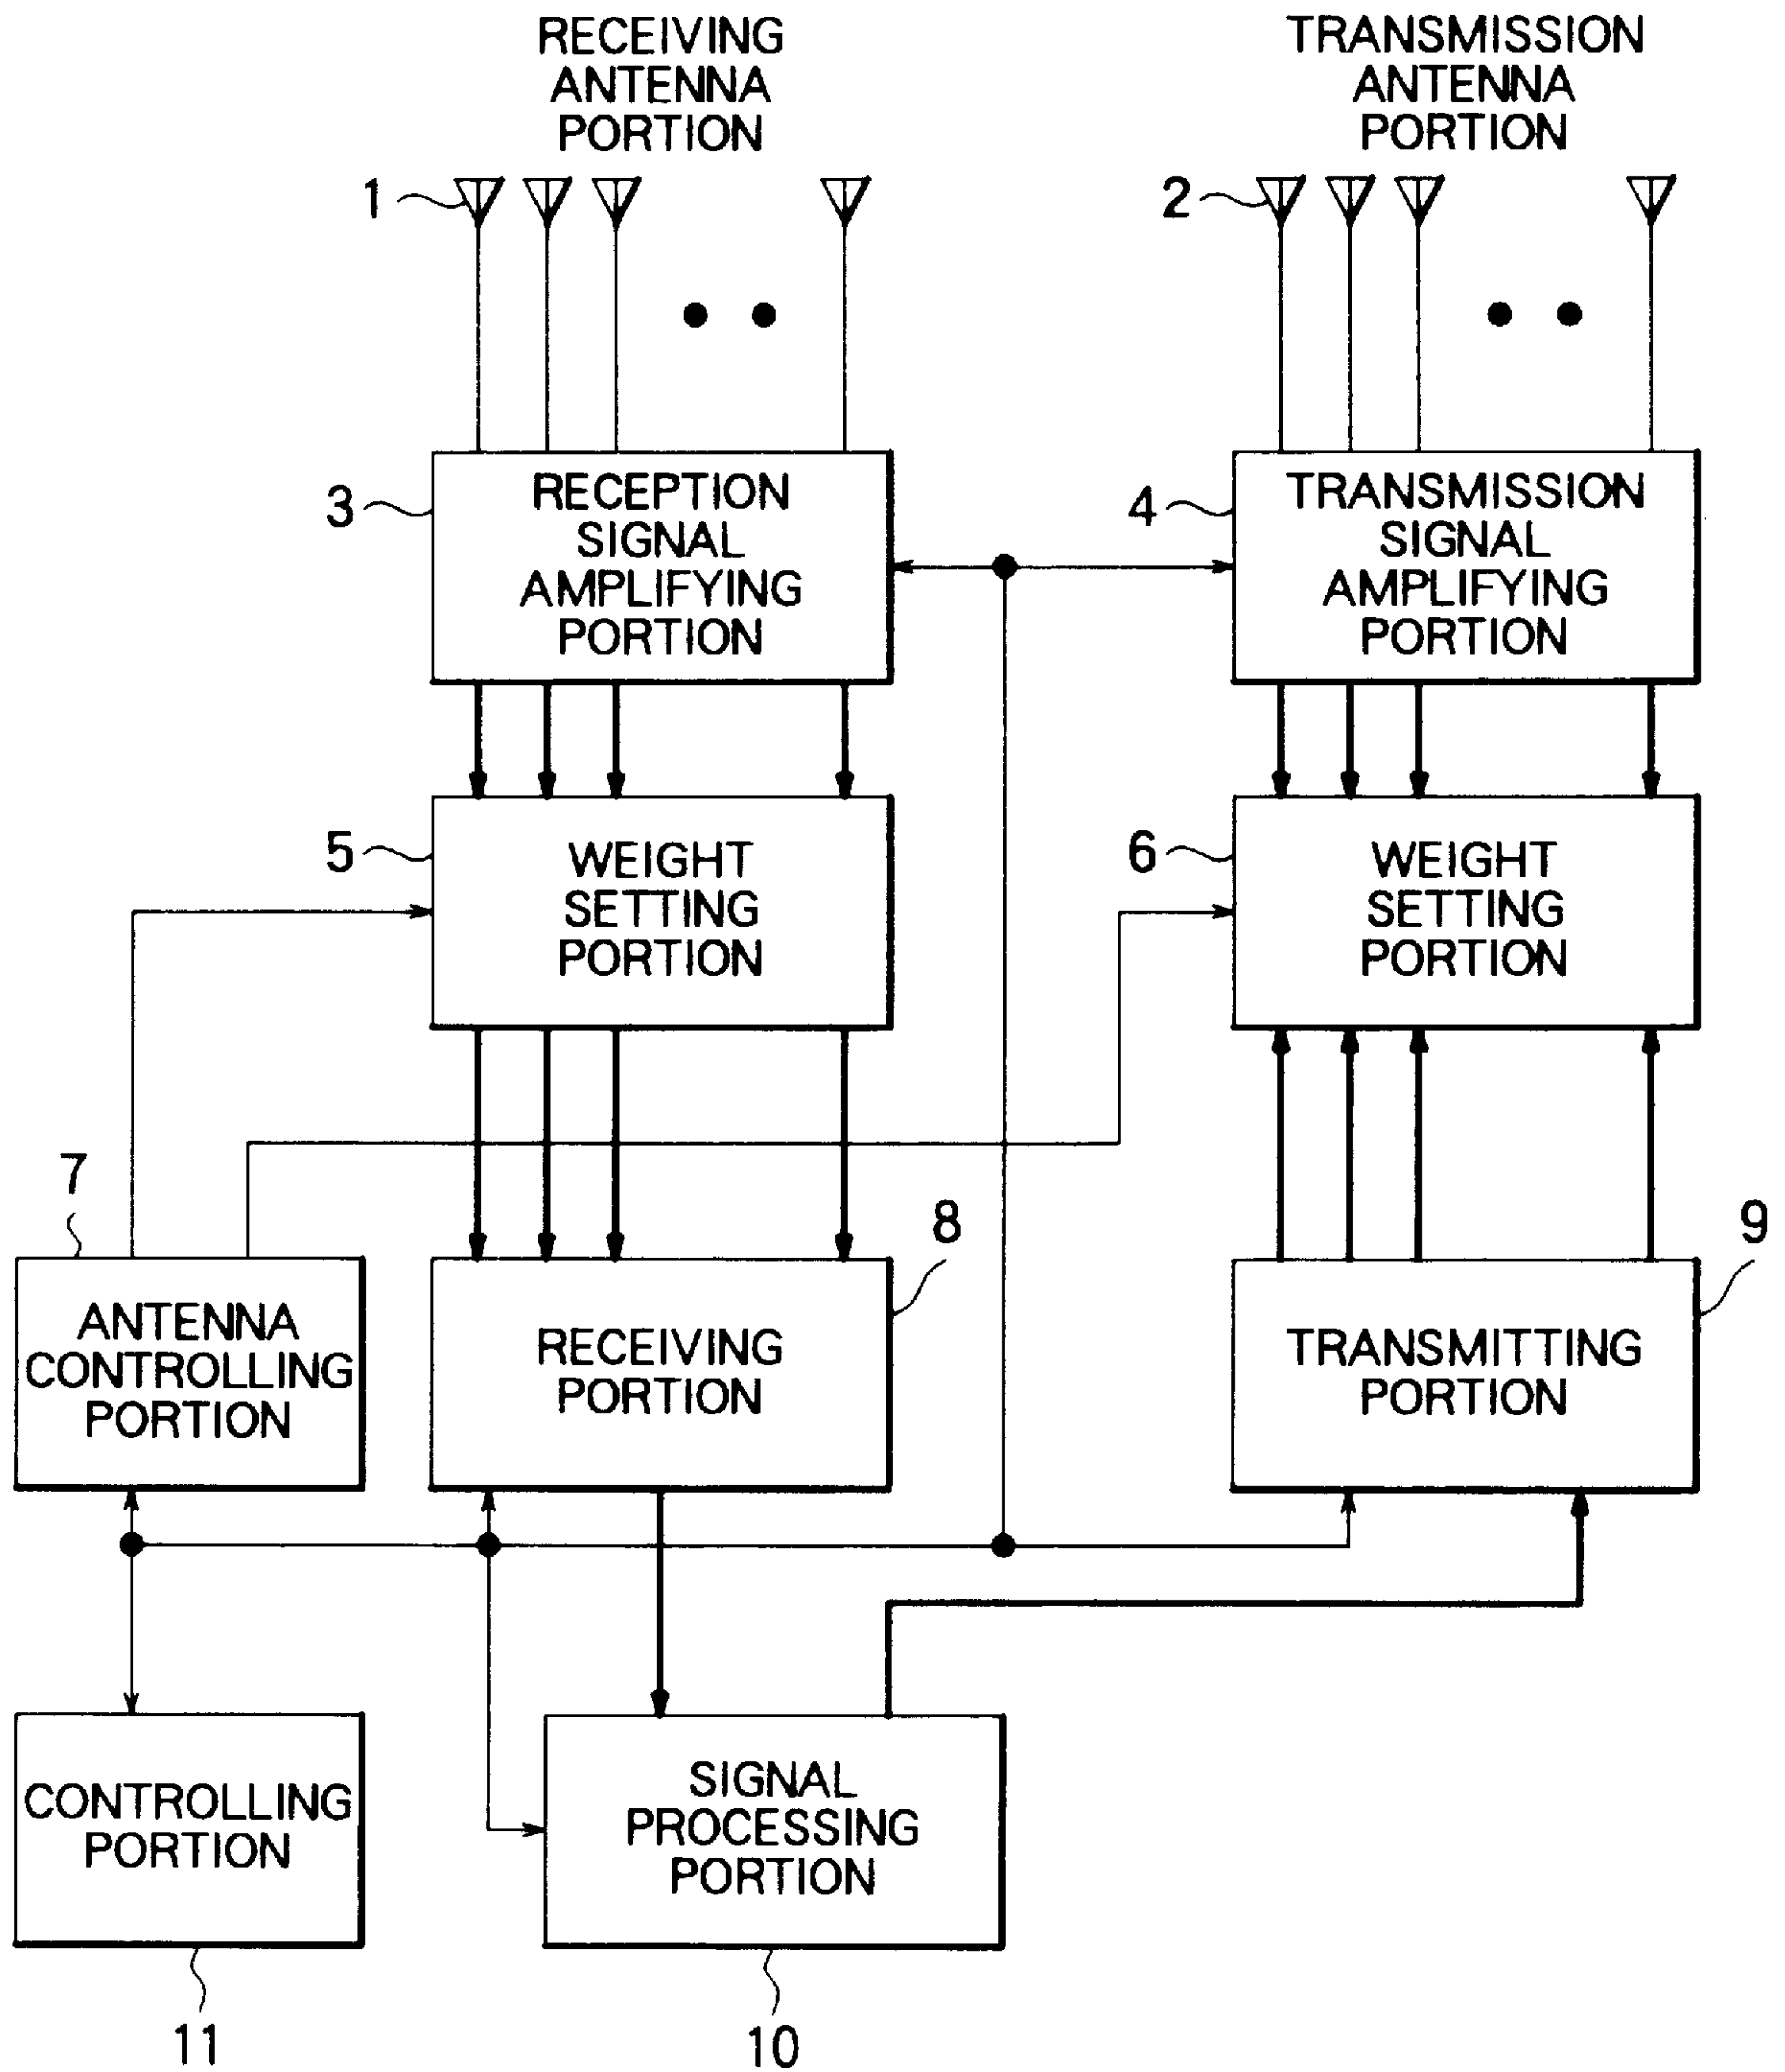 RECEIVING
ANTENNA
PORTION
TRANSMISSION
ANTENNA
PORTION
1
2
3
RECEPTION
SIGNAL
AMPLIFYING
PORTION
4
TRANSMISSION
SIGNAL
AMPLIFYING
PORTION
5
WEIGHT
SETTING
PORTION
6
WEIGHT
SETTING
PORTION
7
ANTENNA
CONTROLLING
PORTION
8
RECEIVING
PORTION
9
TRANSMITTING
PORTION
CONTROLLING
PORTION
11
SIGNAL
PROCESSING
PORTION
10